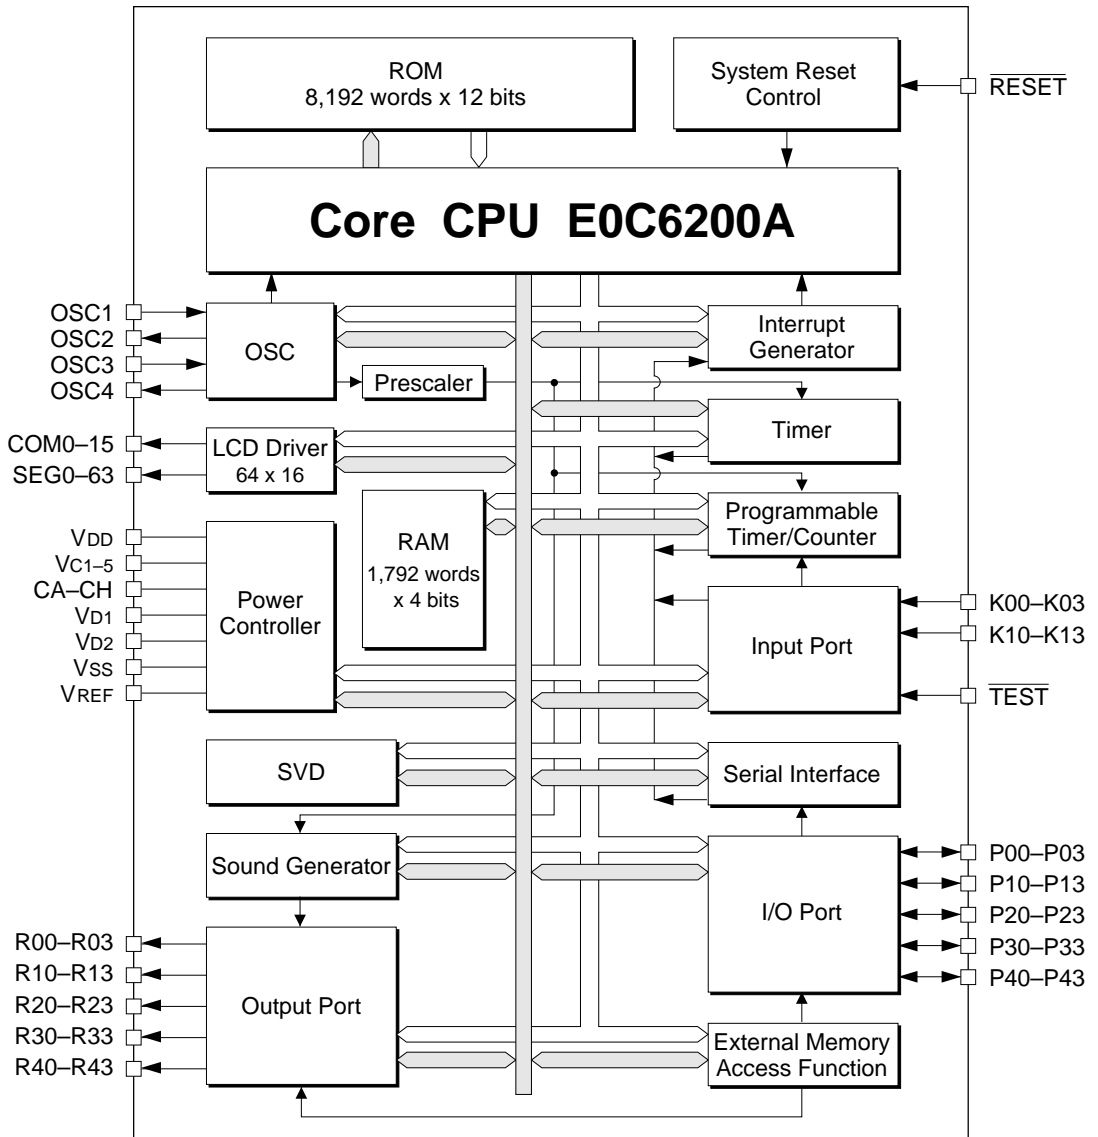 ROM
8,192 words x 12 bits
System Reset
Control
RESET
Core CPU E0C6200A
OSC1
OSC2
OSC3
OSC4
OSC
Prescaler
Interrupt
Generator
Timer
COM0–15
SEG0–63
LCD Driver
64 x 16
RAM
1,792 words
x 4 bits
Programmable
Timer/Counter
VDD
VC1–5
CA–CH
VD1
VD2
VSS
VREF
Power
Controller
Input Port
K00–K03
K10–K13
TEST
SVD
Serial Interface
Sound Generator
I/O Port
P00–P03
P10–P13
P20–P23
P30–P33
P40–P43
R00–R03
R10–R13
R20–R23
R30–R33
R40–R43
Output Port
External Memory
Access Function